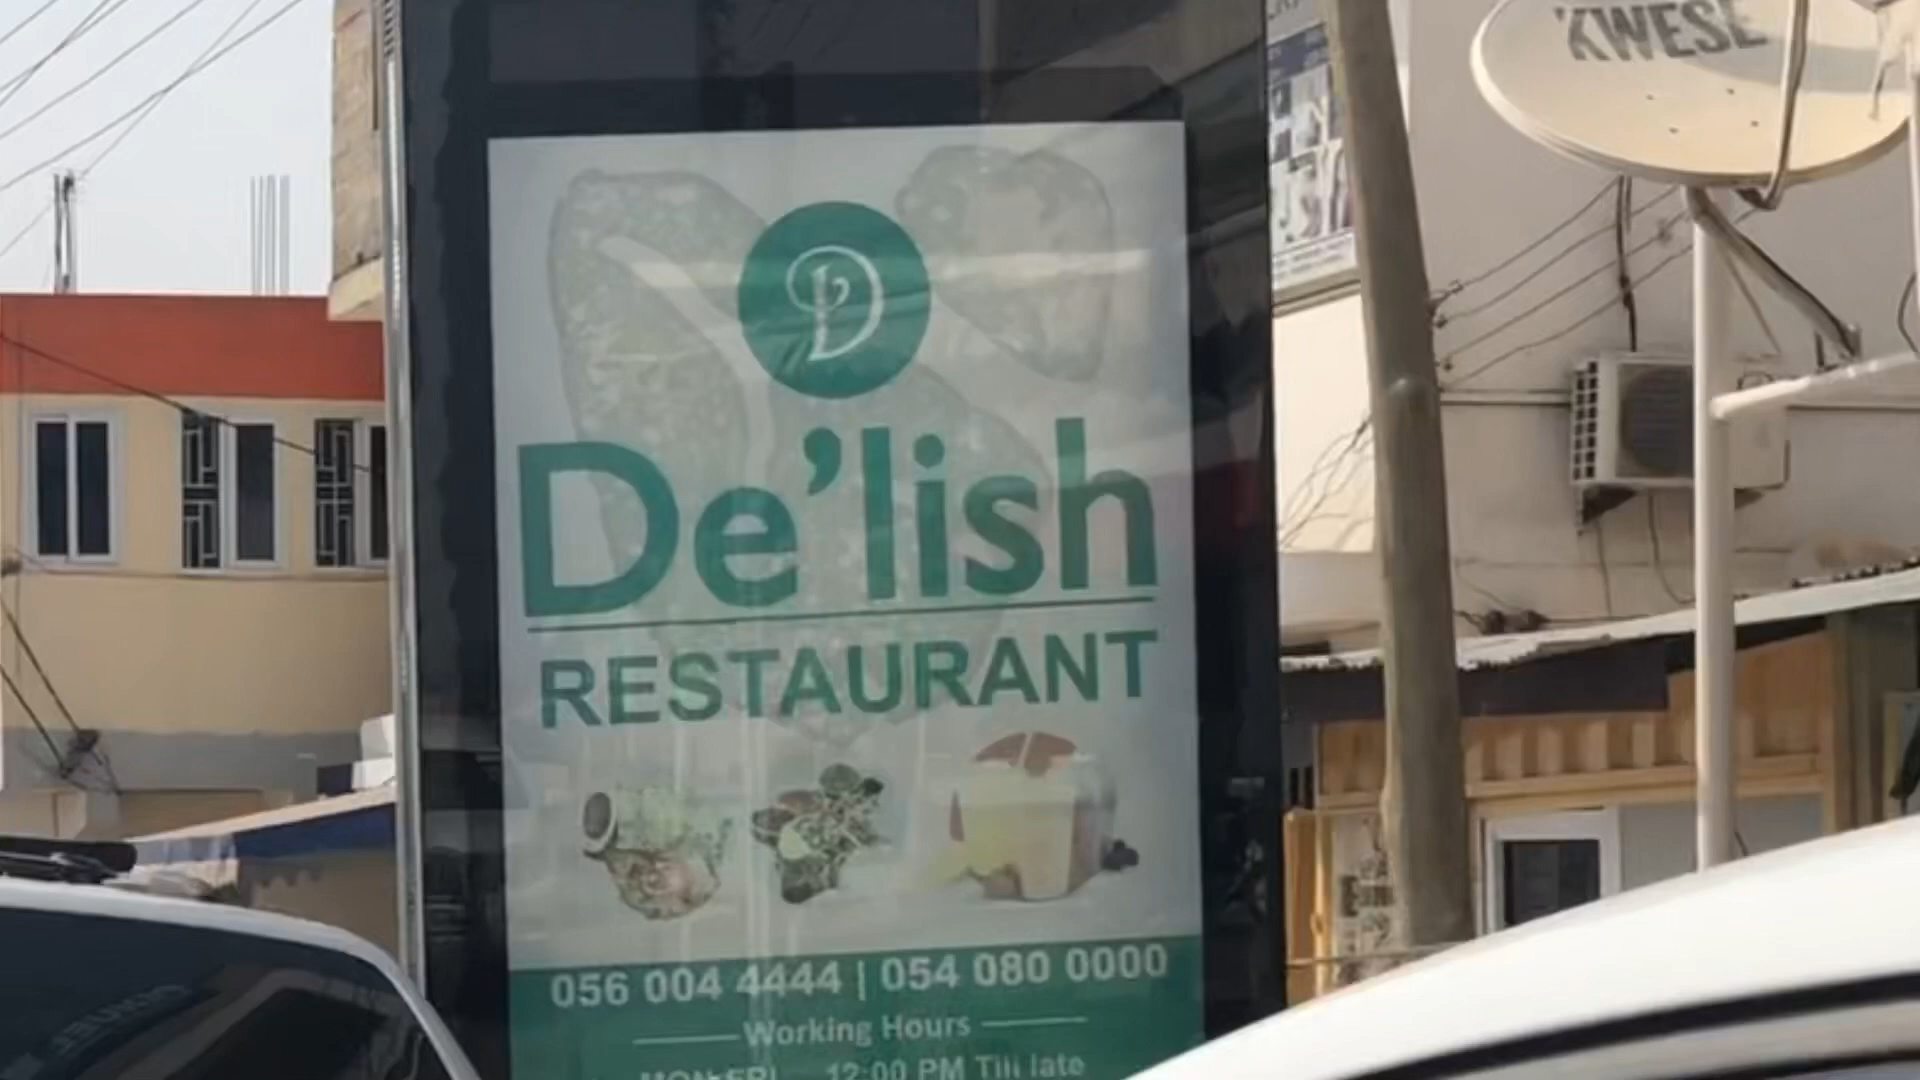 KWESE
D
De'lish
RESTAURANT
056 004 4444 | 054 080 0000
Working Hours
MON-FRI 12:00 PM Till late